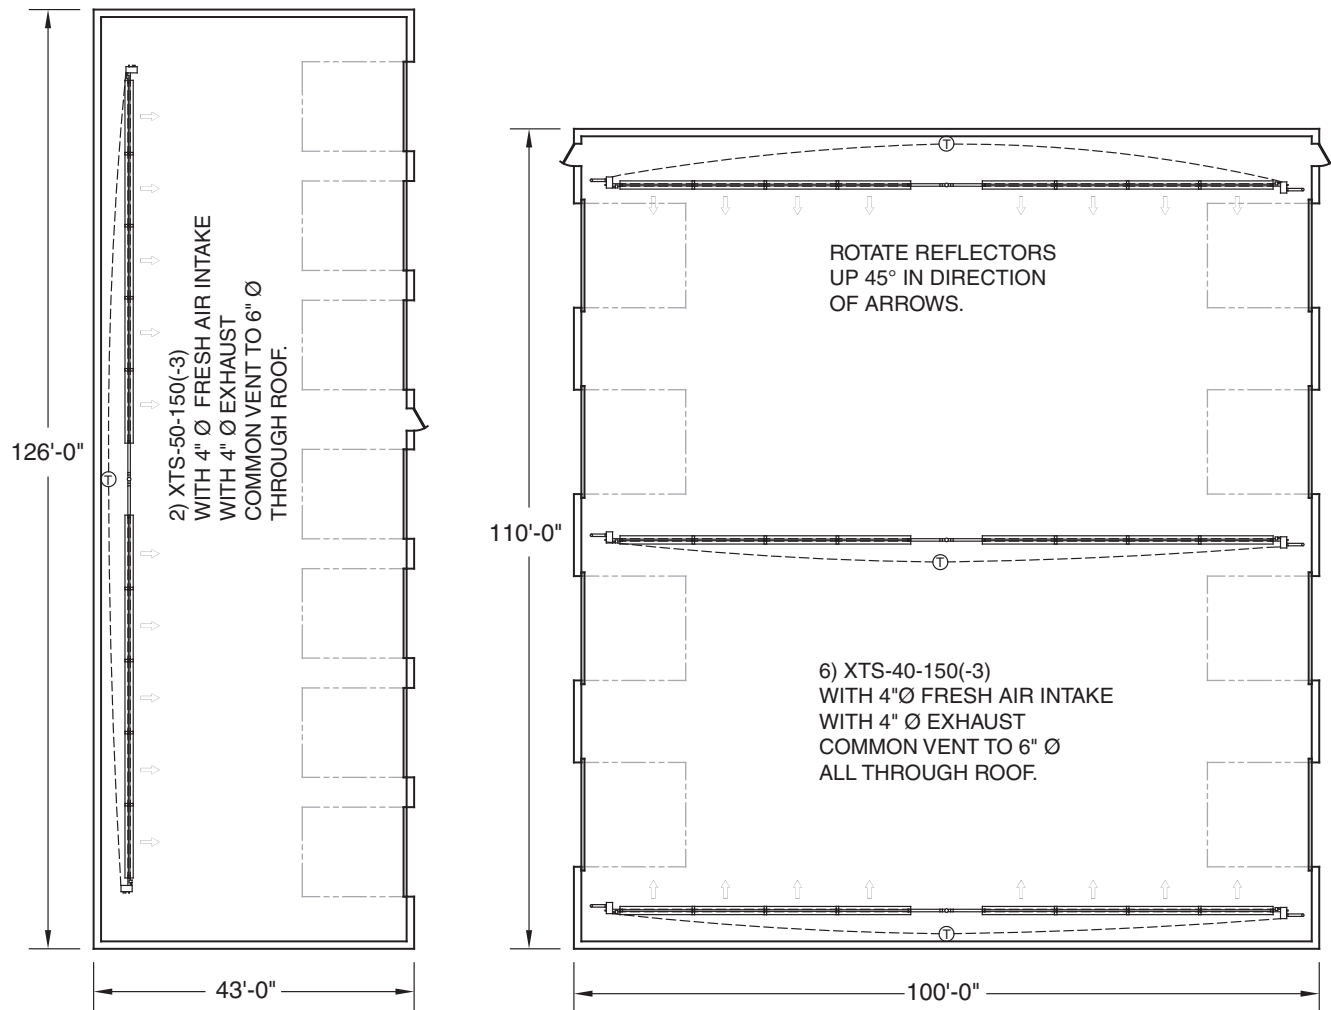 126'-0"
2) XTS-50-150(-3)
WITH 4" Ø FRESH AIR INTAKE
WITH 4" Ø EXHAUST
COMMON VENT TO 6" Ø
THROUGH ROOF.
T
43'-0"
T
ROTATE REFLECTORS
UP 45° IN DIRECTION
OF ARROWS.
110'-0"
T
6) XTS-40-150(-3)
WITH 4"Ø FRESH AIR INTAKE
WITH 4" Ø EXHAUST
COMMON VENT TO 6" Ø
ALL THROUGH ROOF.
T
100'-0"